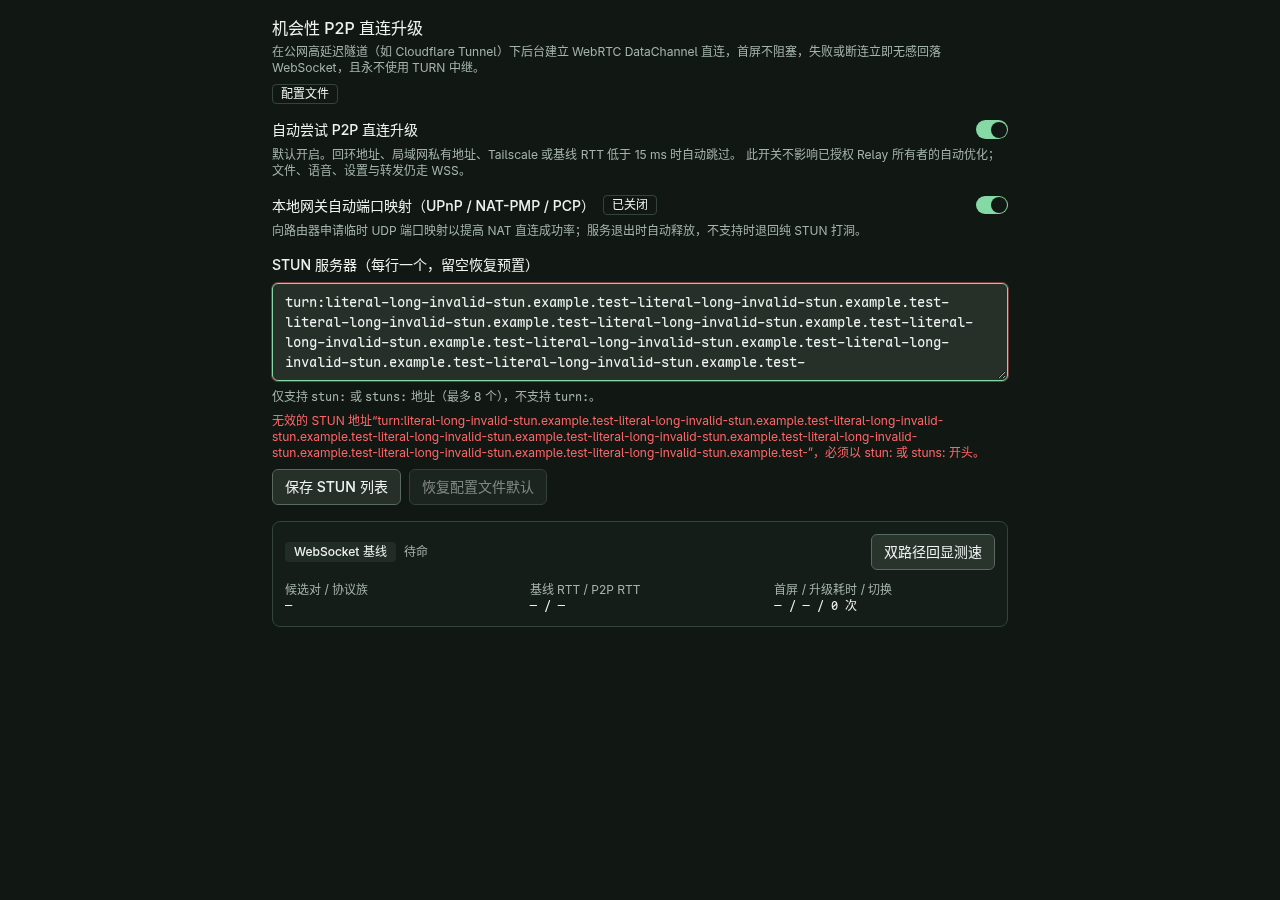 机会性 P2P 直连升级
在公网高延迟隧道（如 Cloudflare Tunnel）下后台建立 WebRTC DataChannel 直连，首屏不阻塞，失败或断连立即无感回落
WebSocket，且永不使用 TURN 中继。
配置文件
自动尝试 P2P 直连升级
默认开启。回环地址、局域网私有地址、Tailscale 或基线 RTT 低于 15 ms 时自动跳过。 此开关不影响已授权 Relay 所有者的自动优化；
文件、语音、设置与转发仍走 WSS。
本地网关自动端口映射（UPnP / NAT-PMP / PCP） 已关闭
向路由器申请临时 UDP 端口映射以提高 NAT 直连成功率；服务退出时自动释放，不支持时退回纯 STUN 打洞。
STUN 服务器（每行一个，留空恢复预置）
turn:literal-long-invalid-stun.example.test-literal-long-invalid-stun.example.test-
literal-long-invalid-stun.example.test-literal-long-invalid-stun.example.test-literal-
long-invalid-stun.example.test-literal-long-invalid-stun.example.test-literal-long-
invalid-stun.example.test-literal-long-invalid-stun.example.test-
仅支持 stun: 或 stuns: 地址（最多 8 个），不支持 turn:。
无效的 STUN 地址“turn:literal-long-invalid-stun.example.test-literal-long-invalid-stun.example.test-literal-long-invalid-
stun.example.test-literal-long-invalid-stun.example.test-literal-long-invalid-stun.example.test-literal-long-invalid-
stun.example.test-literal-long-invalid-stun.example.test-literal-long-invalid-stun.example.test-”，必须以 stun: 或 stuns: 开头。
保存 STUN 列表 恢复配置文件默认
WebSocket 基线 待命 双路径回显测速
候选对 / 协议族 基线 RTT / P2P RTT 首屏 / 升级耗时 / 切换
— — / — — / — / 0 次